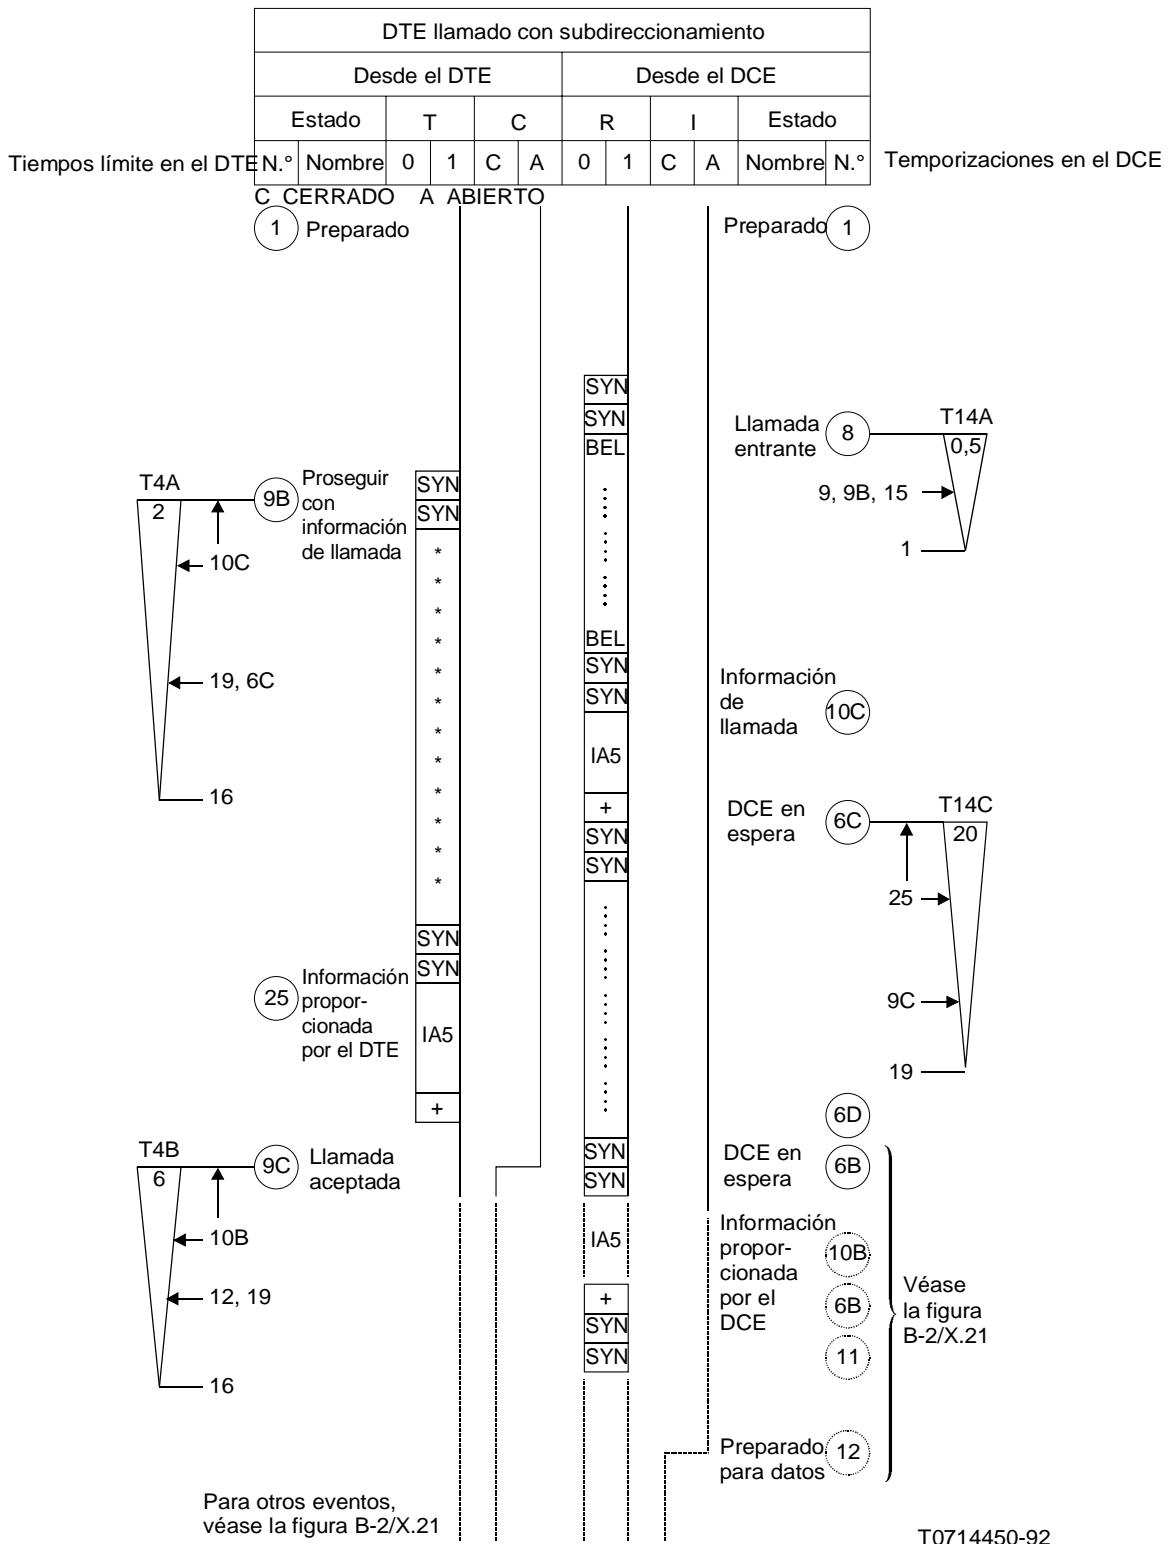 DTE llamado con subdireccionamiento
Desde el DTE Desde el DCE
Estado T C R I Estado
Tiempos límite en el DTE N.° Nombre 0 1 C A 0 1 C A Nombre N.° Temporizaciones en el DCE
C CERRADO A ABIERTO
1 Preparado
Preparado 1
SYN
SYN
BEL
Llamada
entrante
8
T14A
0,5
9, 9B, 15
1
T4A
2
9B
Proseguir
con
información
de llamada
SYN
SYN
10C
19, 6C
16
*
*
*
*
*
*
*
*
*
*
*
*
BEL
SYN
SYN
IA5
+
SYN
SYN
Información
de
llamada
10C
DCE en
espera
6C
T14C
20
25
9C
19
SYN
SYN
IA5
+
25
Información
propor-
cionada
por el DTE
6D
T4B
6
9C
Llamada
aceptada
10B
12, 19
16
SYN
SYN
IA5
+
SYN
SYN
DCE en
espera
6B
Información
propor-
cionada
por el
DCE
10B
6B
11
Véase
la figura
B-2/X.21
Preparado
para datos
12
Para otros eventos,
véase la figura B-2/X.21
T0714450-92